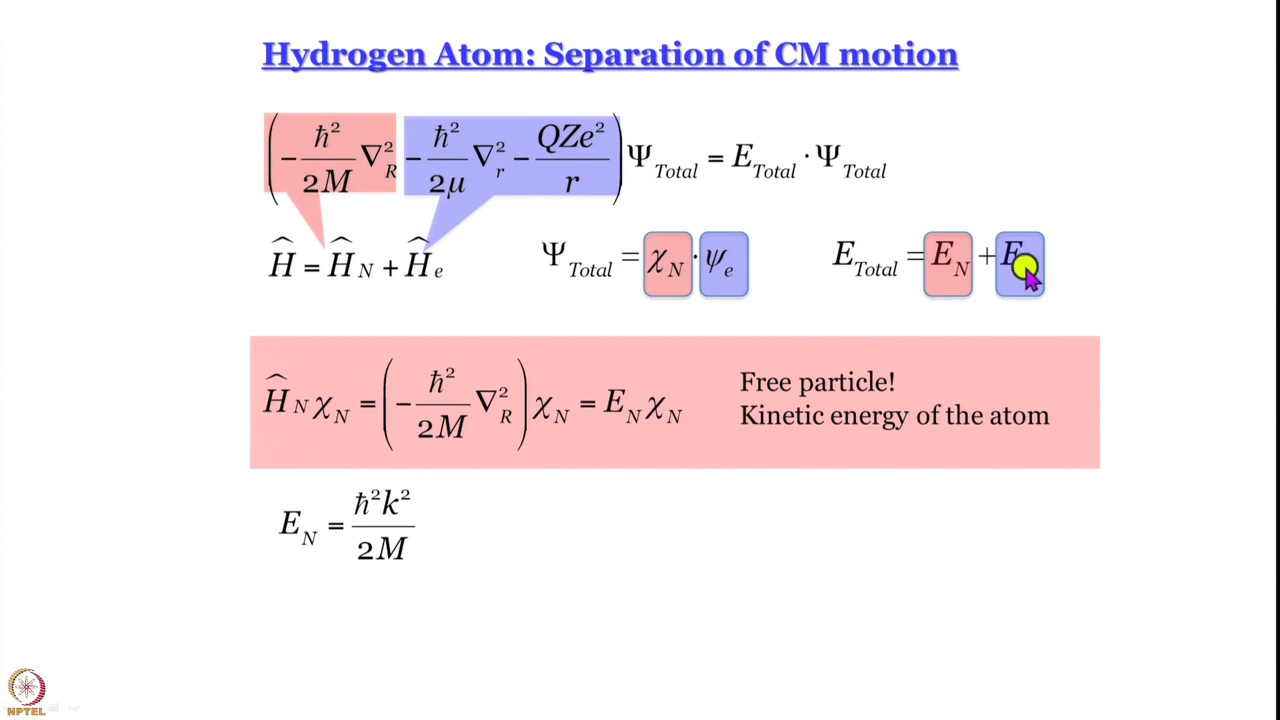 Hydrogen Atom: Separation of CM motion
(−ħ²/2M ∇²_R − ħ²/2μ ∇²_r − QZe²/r) Ψ_Total = E_Total · Ψ_Total
Ĥ = Ĥ_N + Ĥ_e    Ψ_Total = χ_N · ψ_e    E_Total = E_N + E
Ĥ_N χ_N = (−ħ²/2M ∇²_R) χ_N = E_N χ_N
Free particle!
Kinetic energy of the atom
E_N = ħ²k²/2M
NPTEL